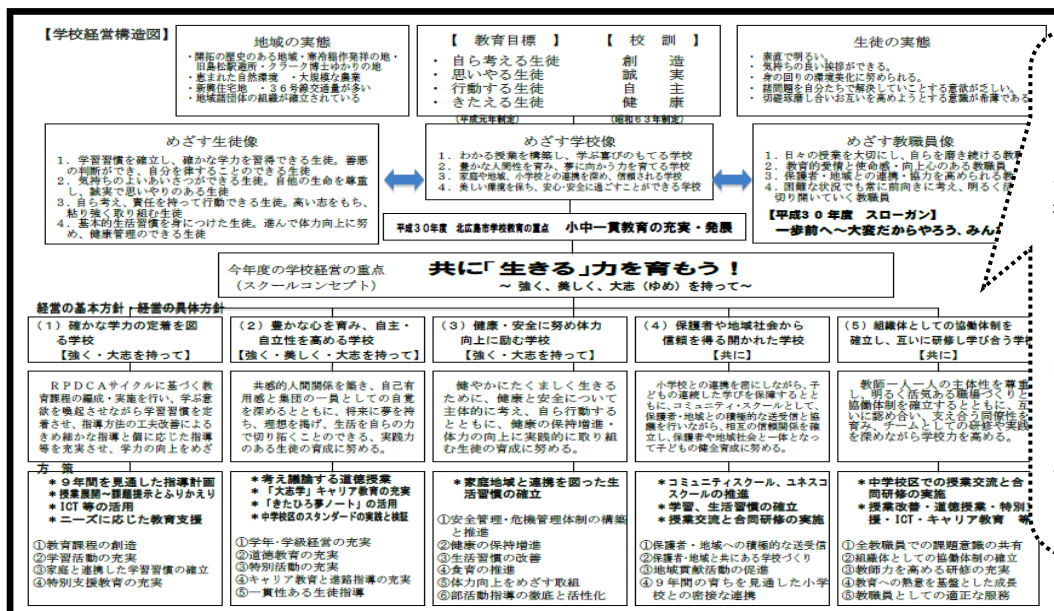 【学校経営構造図】
地域の実態
・開拓の歴史のある地域・寒冷稲作発祥の地・
旧島松駅逓所・クラーク博士ゆかりの地
・恵まれた自然環境 ・大規模な農業
・新興住宅地 ・36号線交通量が多い
・地域諸団体の組織が確立されている
【 教育目標 】 【 校 訓 】
・ 自ら考える生徒 創 造
・ 思いやる生徒 誠 実
・ 行動する生徒 自 主
・ きたえる生徒 健 康
(平成元年制定) (昭和63年制定)
生徒の実態
・ 素直で明るい。
・ 気持ちの良い挨拶ができる。
・ 身の回りの環境美化に努められる。
・ 諸問題を自分たちで解決していことする意欲が乏しい。
・ 切磋琢磨し合いお互いを高めようとする意識が希薄である
めざす生徒像
1．学習習慣を確立し、確かな学力を習得できる生徒。善悪
の判断ができ、自分を律することのできる生徒
2．気持ちのよいあいさつができる生徒。自他の生命を尊重
し、誠実で思いやりのある生徒
3．自ら考え、責任を持って行動できる生徒。高い志をもち、
粘り強く取り組む生徒
4．基本的生活習慣を身につけた生徒。進んで体力向上に努
め、健康管理のできる生徒
めざす学校像
1．わかる授業を構築し、学ぶ喜びのもてる学校
2．豊かな人間性を育み、夢に向かう力を育てる学校
3．家庭や地域、小学校との連携を深め、信頼される学校
4．美しい環境を保ち、安心・安全に過ごすことができる学校
めざす教職員像
1．日々の授業を大切にし、自らを磨き続ける教
2．教育的愛情と使命感・向上心のある教職員
3．保護者・地域との連携・協力を高められる教
4．困難な状況でも常に前向きに考え、明るく
切り開いていく教職員
【平成30年度 スローガン】
一歩前へ～大変だからやろう、みん
平成30年度 北広島市学校教育の重点 小中一貫教育の充実・発展
今年度の学校経営の重点 共に「生きる」力を育もう！
(スクールコンセプト) ～ 強く、美しく、大志（ゆめ）を持って～
経営の基本方針・経営の具体方針
(1) 確かな学力の定着を図
る学校
【強く・大志を持って】
RPDCAサイクルに基づく教
育課程の編成・実施を行い、学ぶ意
欲を喚起させながら学習習慣を定
着させ、指導方法の工夫改善による
きめ細かな指導と個に応じた指導
等を充実させ、学力の向上をめざ
(2) 豊かな心を育み、自主・
自立性を高める学校
【強く・美しく・大志を持って】
共感的人間関係を築き、自己有
用感と集団の一員としての自覚
を深めるとともに、将来に夢を持
ち、理想を掲げ、生活を自らの力
で切り拓くことのできる、実践力
のある生徒の育成に努める。
(3) 健康・安全に努め体力
向上に励む学校
【強く・大志を持って】
健やかにたくましく生きる
ために、健康と安全について
主体的に考え、自ら行動する
とともに、健康の保持増進・
体力の向上に実践的に取り組
む生徒の育成に努める。
(4) 保護者や地域社会から
信頼を得る開かれた学校
【共に】
小学校との連携を密にしながら、子ど
もの連続した学びを保障するととも
に、コミュニティ・スクールとして、
保護者・地域との積極的な送受信と協
議を行いながら、相互の信頼関係を確
立し、保護者や地域社会と一体となっ
て子どもの健全育成に努める。
(5) 組織体としての協働体制を
確立し、互いに研修し学び合う学
【共に】
教師一人一人の主体性を尊重
し、明るく活気ある職場づくりと
協働体制を確立するとともに、互
いに認め合い、支え合う同僚性を
育み、チームとしての研修や実践
を深めながら学校力を高める。
方 策
＊9年間を見通した指導計画
＊授業展開～課題提示とふりかえり
＊ICT等の活用
＊ニーズに応じた教育支援
①教育課程の創造
②学習活動の充実
③家庭と連携した学習習慣の確立
④特別支援教育の充実
＊考え議論する道徳授業
＊「大志学」キャリア教育の充実
＊「きたひろ夢ノート」の活用
＊中学校区のスタンダードの実践と検証
①学年・学級経営の充実
②道徳教育の充実
③特別活動の充実
④キャリア教育と進路指導の充実
⑤一貫性ある生徒指導
＊家庭地域と連携を図った生
活習慣の確立
①安全管理・危機管理体制の構築
と推進
②健康の保持増進
③生活習慣の改善
④食育の推進
⑤体力向上をめざす取組
⑥部活動指導の徹底と活性化
＊コミュニティスクール、ユネスコ
スクールの推進
＊学習、生活習慣の確立
＊授業交流と合同研修の実施
①保護者・地域への積極的な送受信
②保護者・地域と共にある学校づくり
③地域貢献活動の促進
④9年間の育ちを見通した小学
校との密接な連携
＊中学校区での授業交流と合
同研修の実施
＊授業改善・道徳授業・特別
援・ICT・キャリア教育 等
①全教職員での課題意識の共有
②組織体としての協働体制の確立
③教師力を高める研修の充実
④教育への熱意を基盤とした成長
⑤教職員としての適正な服務